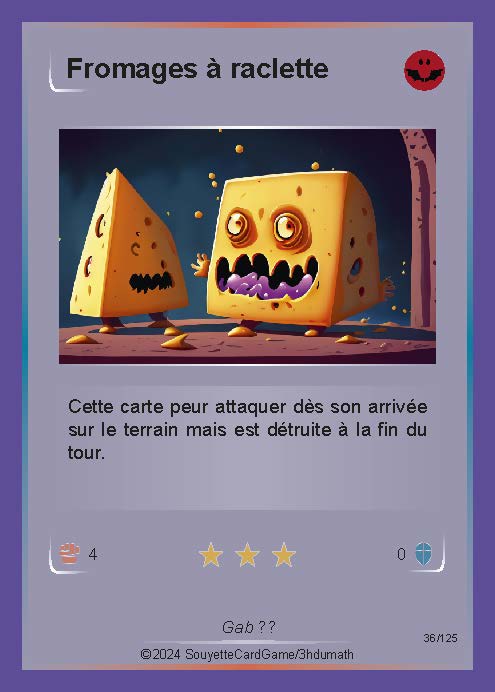 Fromages à raclette
Cette carte peur attaquer dès son arrivée
sur le terrain mais est détruite à la fin du
tour.
4
0
Gab ??
36/125
©2024 SouyetteCardGame/3hdumath